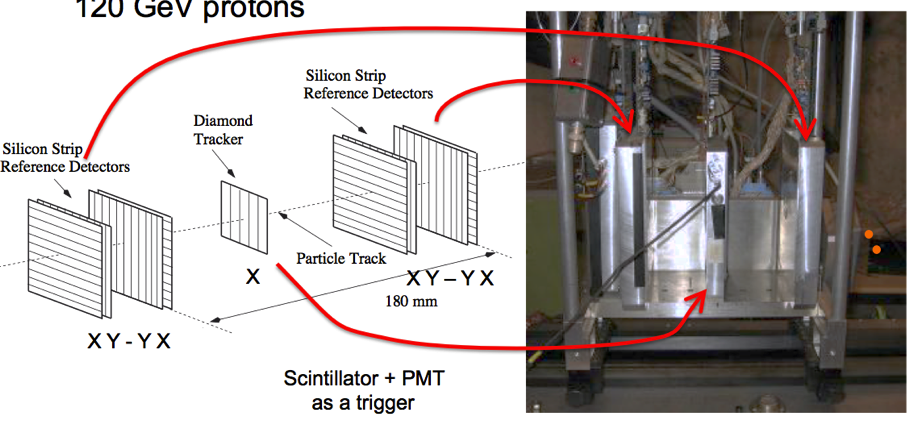 120 GeV protons
Silicon Strip
Reference Detectors
Diamond
Tracker
Silicon Strip
Reference Detectors
Particle Track
X
X Y – Y X
180 mm
X Y - Y X
Scintillator + PMT
as a trigger